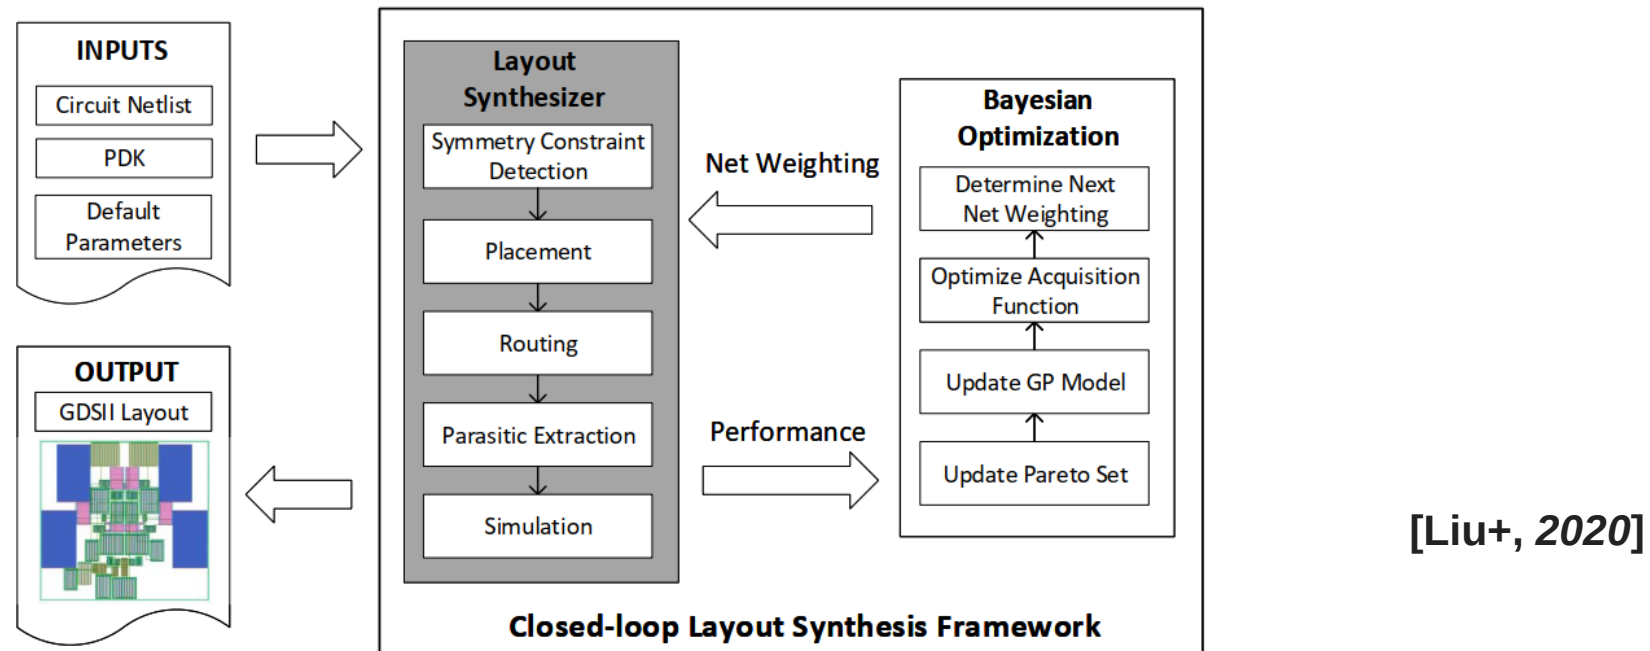 INPUTS
Circuit Netlist
PDK
Default
Parameters
OUTPUT
GDSII Layout
Layout
Synthesizer
Symmetry Constraint
Detection
Placement
Routing
Parasitic Extraction
Simulation
Net Weighting
Performance
Bayesian
Optimization
Determine Next
Net Weighting
Optimize Acquisition
Function
Update GP Model
Update Pareto Set
Closed-loop Layout Synthesis Framework
[Liu+, 2020]